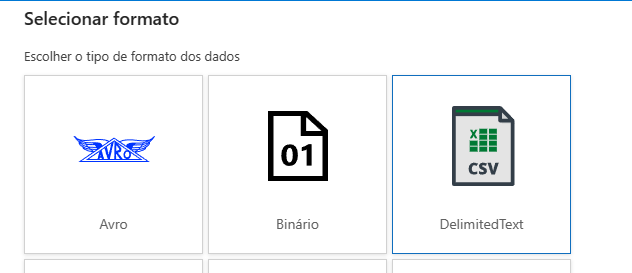 Selecionar formato
Escolher o tipo de formato dos dados
AVRO
01
X
CSV
Avro
Binário
DelimitedText